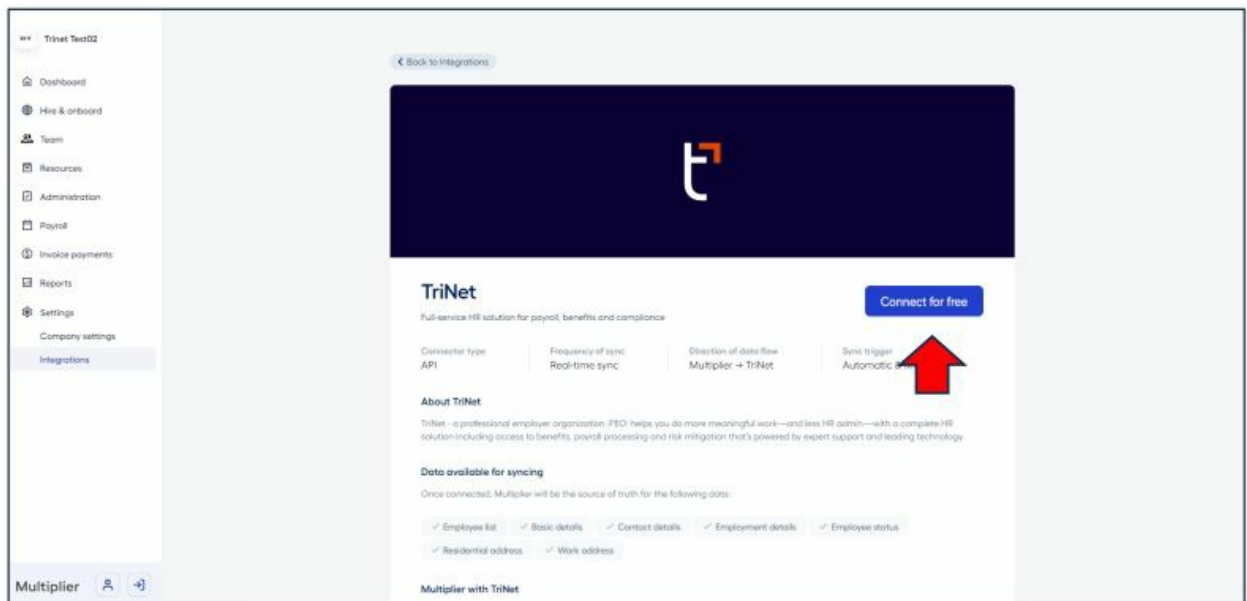 Trinet Test02
Dashboard
Hire & onboard
Team
Resources
Administration
Payroll
Invoice payments
Reports
Settings
Company settings
Integrations
Multiplier
Back to Integrations
t
TriNet
Connect for free
Full-service HR solution for payroll, benefits and compliance
Connector type Frequency of sync Direction of data flow Sync trigger
API Real-time sync Multiplier → TriNet Automatic &
About TriNet
TriNet - a professional employer organization (PEO) helps you do more meaningful work—and less HR admin—with a complete HR
solution including access to benefits, payroll processing and risk mitigation that's powered by expert support and leading technology.
Data available for syncing
Once connected, Multiplier will be the source of truth for the following data:
✓ Employee list ✓ Basic details ✓ Contact details ✓ Employment details ✓ Employee status
✓ Residential address ✓ Work address
Multiplier with TriNet